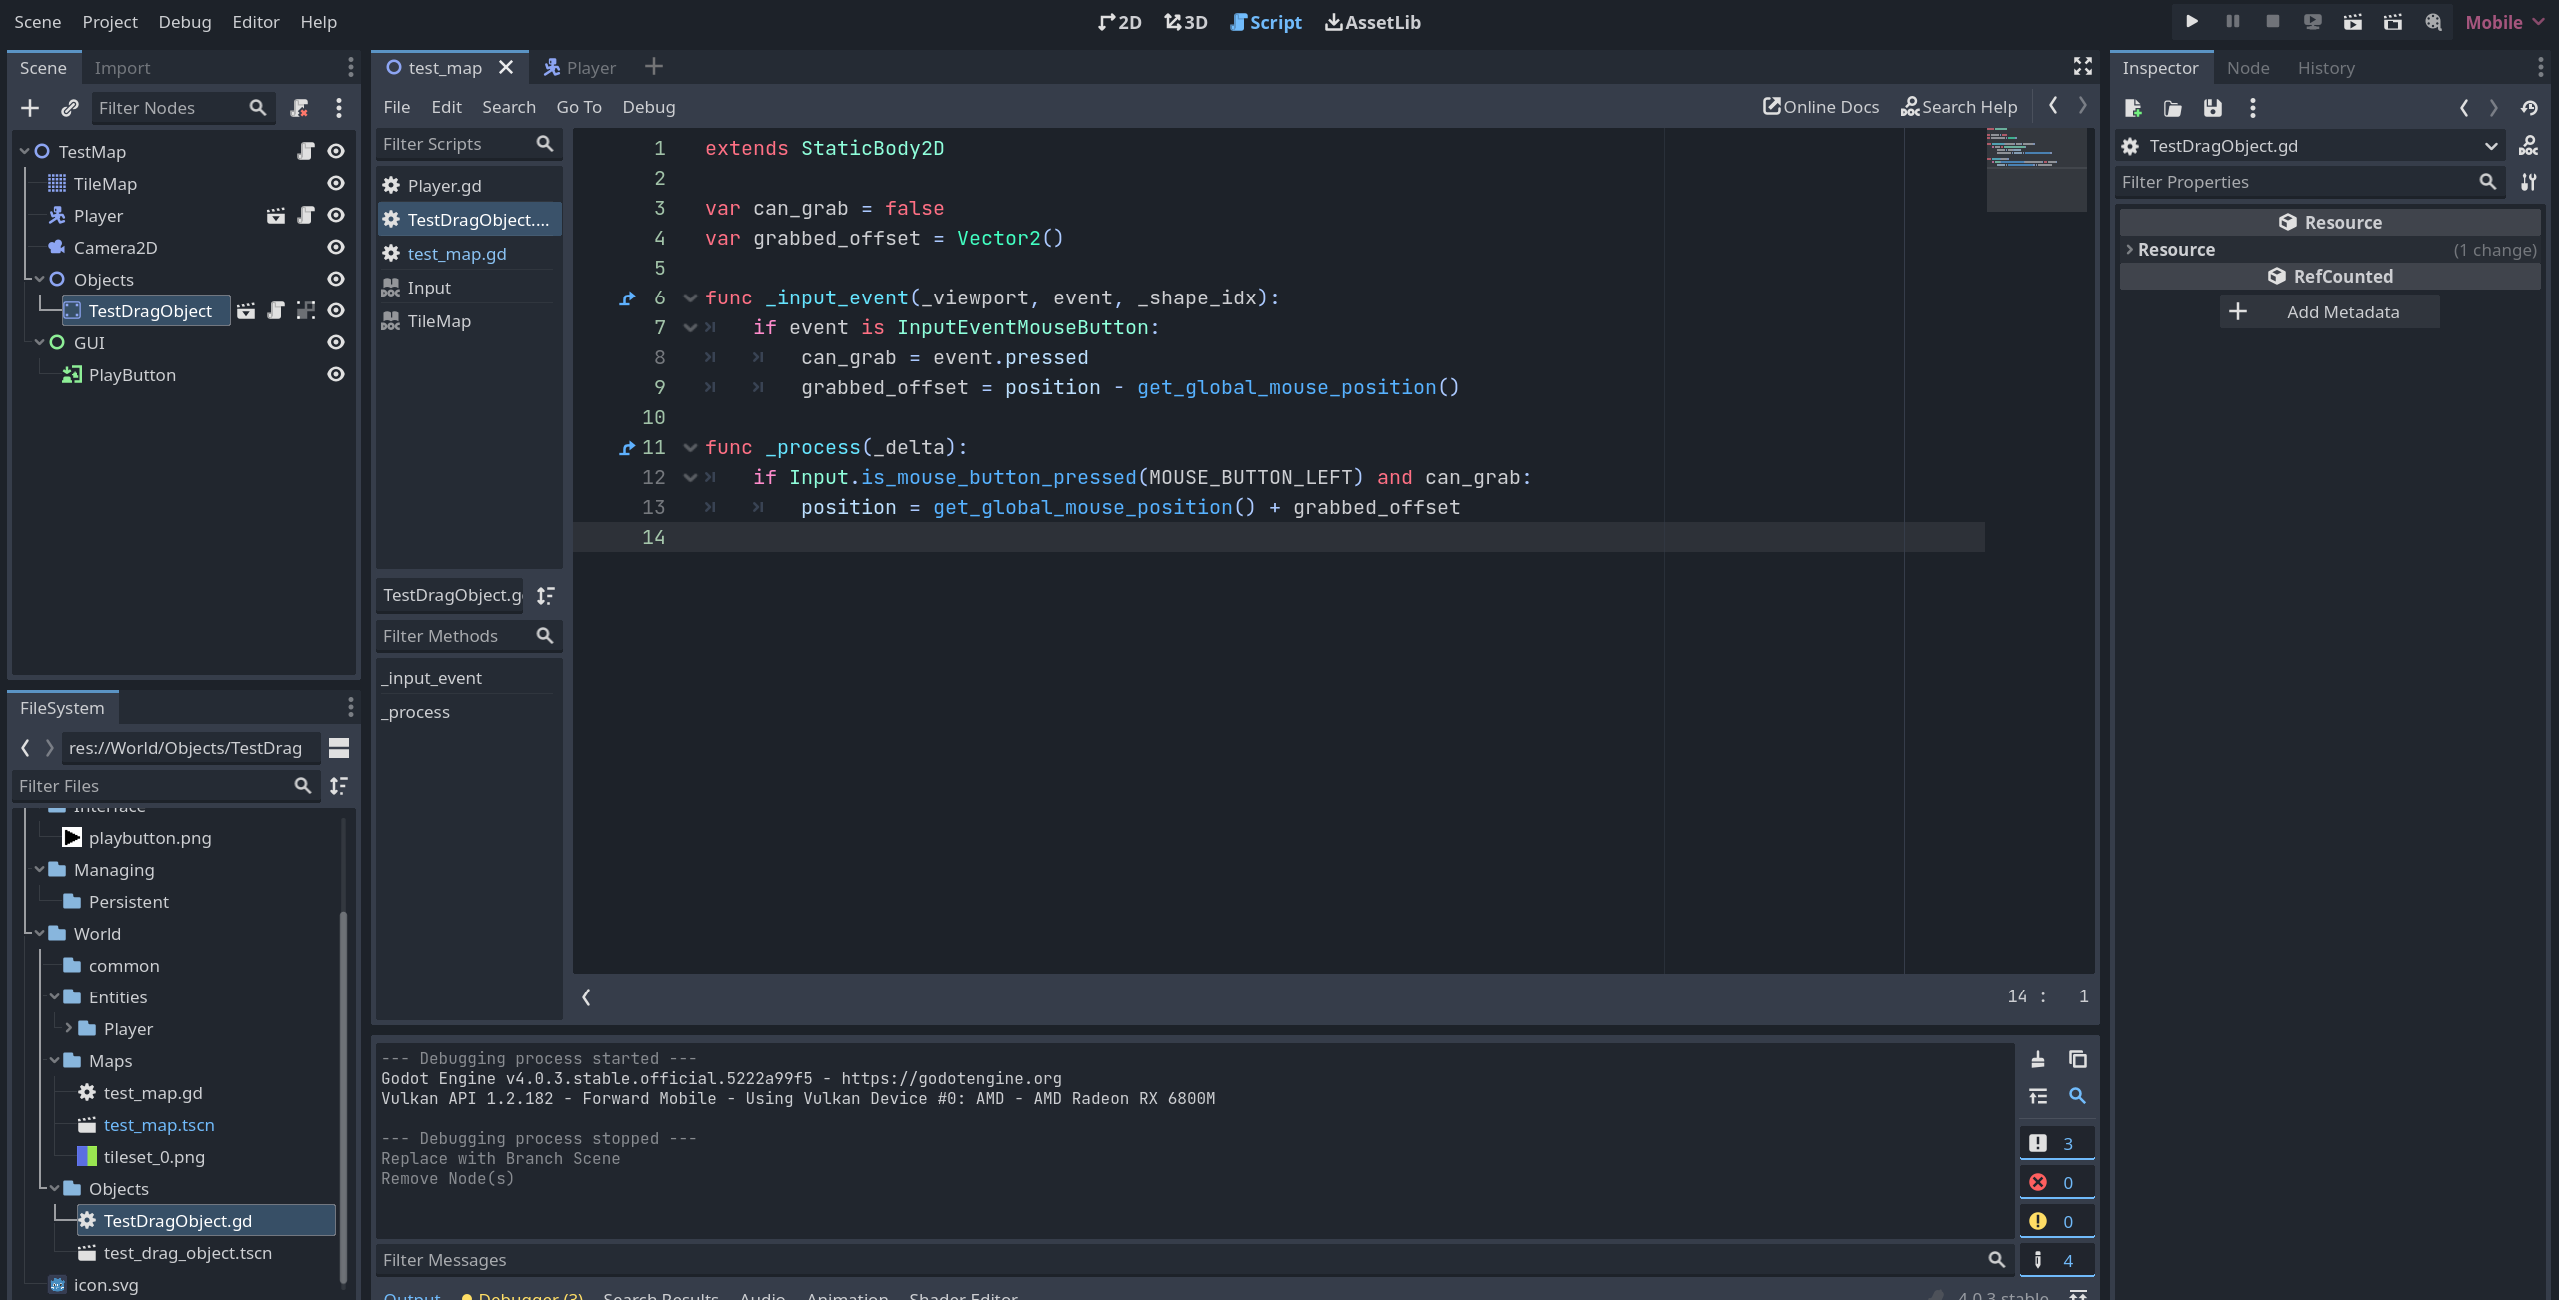 Scene Project Debug Editor Help
2D 3D Script AssetLib
Mobile
Scene Import
Filter Nodes
TestMap
TileMap
Player
Camera2D
Objects
TestDragObject
GUI
PlayButton
FileSystem
res://World/Objects/TestDrag
Filter Files
Interface
playbutton.png
Managing
Persistent
World
common
Entities
Player
Maps
test_map.gd
test_map.tscn
tileset_0.png
Objects
TestDragObject.gd
test_drag_object.tscn
icon.svg
test_map Player
File Edit Search Go To Debug
Online Docs Search Help
Filter Scripts
Player.gd
TestDragObject....
test_map.gd
Input
TileMap
TestDragObject.g
Filter Methods
_input_event
_process
1 extends StaticBody2D
2
3 var can_grab = false
4 var grabbed_offset = Vector2()
5
6 func _input_event(_viewport, event, _shape_idx):
7 if event is InputEventMouseButton:
8 can_grab = event.pressed
9 grabbed_offset = position - get_global_mouse_position()
10
11 func _process(_delta):
12 if Input.is_mouse_button_pressed(MOUSE_BUTTON_LEFT) and can_grab:
13 position = get_global_mouse_position() + grabbed_offset
14
14 : 1
--- Debugging process started ---
Godot Engine v4.0.3.stable.official.5222a99f5 - https://godotengine.org
Vulkan API 1.2.182 - Forward Mobile - Using Vulkan Device #0: AMD - AMD Radeon RX 6800M
--- Debugging process stopped ---
Replace with Branch Scene
Remove Node(s)
3
0
0
4
Filter Messages
Output Debugger (3) Search Results Audio Animation Shader Editor
4.0.3.stable
Inspector Node History
TestDragObject.gd
Filter Properties
Resource
Resource (1 change)
RefCounted
Add Metadata